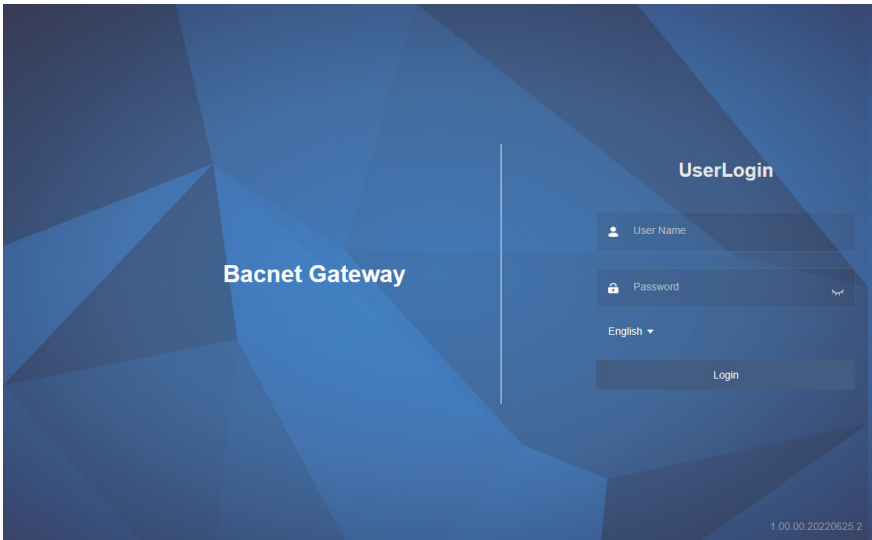 Bacnet Gateway
UserLogin
User Name
Password
English
Login
1.00.00.20220625.2